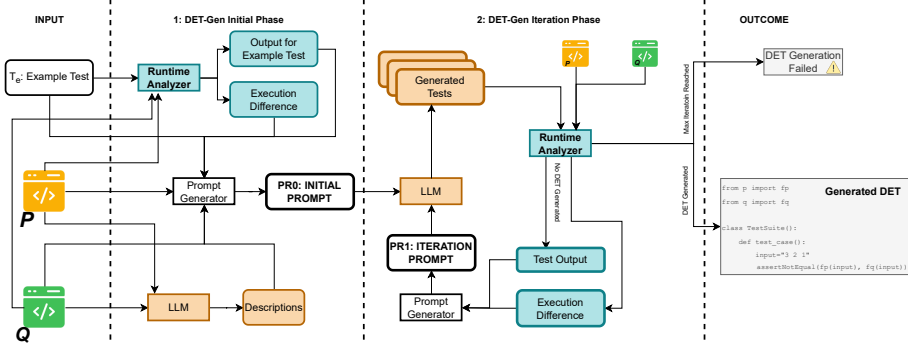 INPUT
1: DET-Gen Initial Phase
2: DET-Gen Iteration Phase
OUTCOME
Te: Example Test
Runtime
Analyzer
Output for
Example Test
Execution
Difference
</>
P
</>
Q
Prompt
Generator
PR0: INITIAL
PROMPT
LLM
Descriptions
Generated
Tests
</>
P
</>
Q
Runtime
Analyzer
LLM
PR1: ITERATION
PROMPT
Prompt
Generator
No DET Generated
Test Output
Execution
Difference
Max Iteratoin Reached
DET Generated
DET Generation
Failed
Generated DET
from p import fp
from q import fq
class TestSuite():
def test_case():
input="3 2 1"
assertNotEqual(fp(input), fq(input))